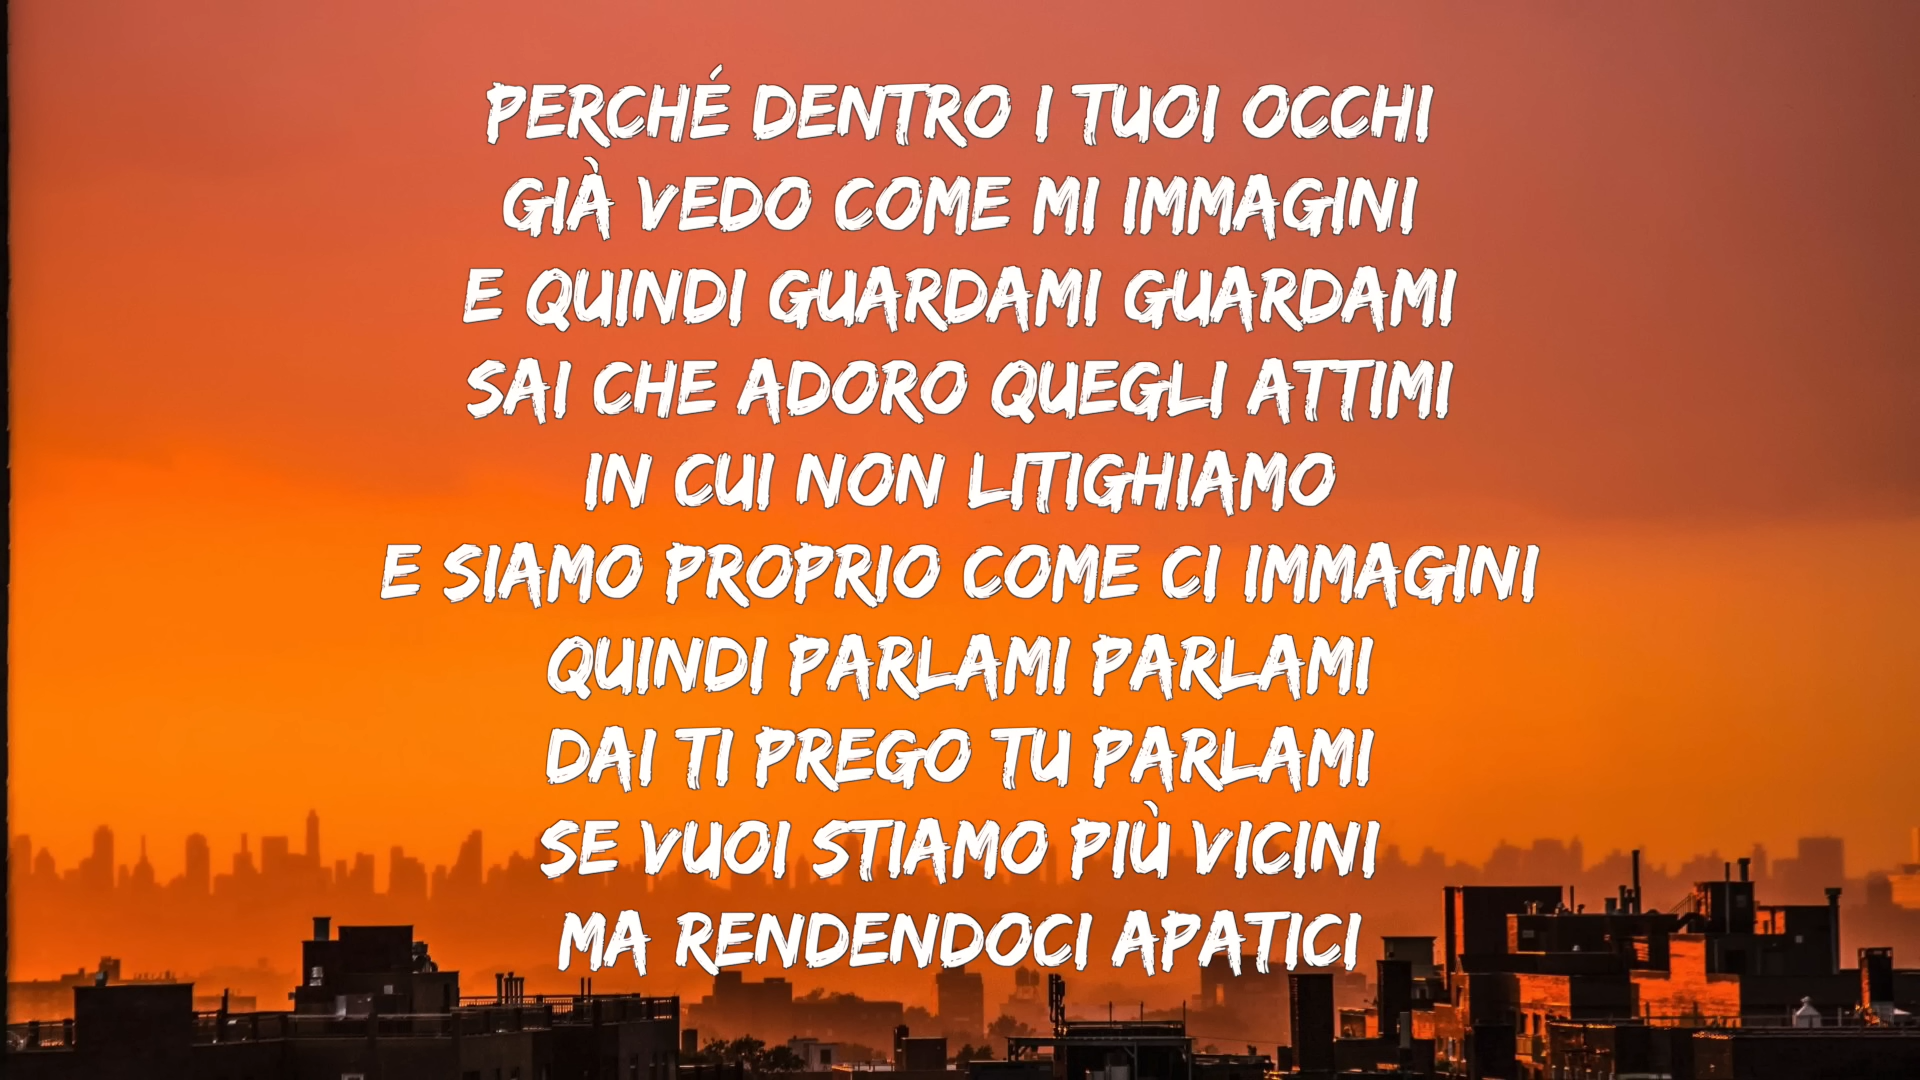 PERCHÉ DENTRO I TUOI OCCHI
GIÀ VEDO COME MI IMMAGINI
E QUINDI GUARDAMI GUARDAMI
SAI CHE ADORO QUEGLI ATTIMI
IN CUI NON LITIGHIAMO
E SIAMO PROPRIO COME CI IMMAGINI
QUINDI PARLAMI PARLAMI
DAI TI PREGO TU PARLAMI
SE VUOI STIAMO PIÙ VICINI
MA RENDENDOCI APATICI